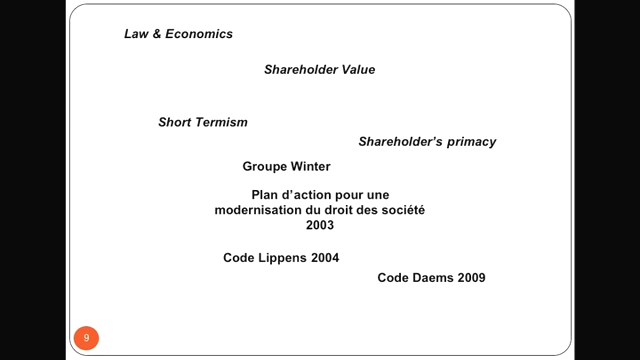 Law & Economics
Shareholder Value
Short Termism
Shareholder's primacy
Groupe Winter
Plan d'action pour une
modernisation du droit des société
2003
Code Lippens 2004
Code Daems 2009
9